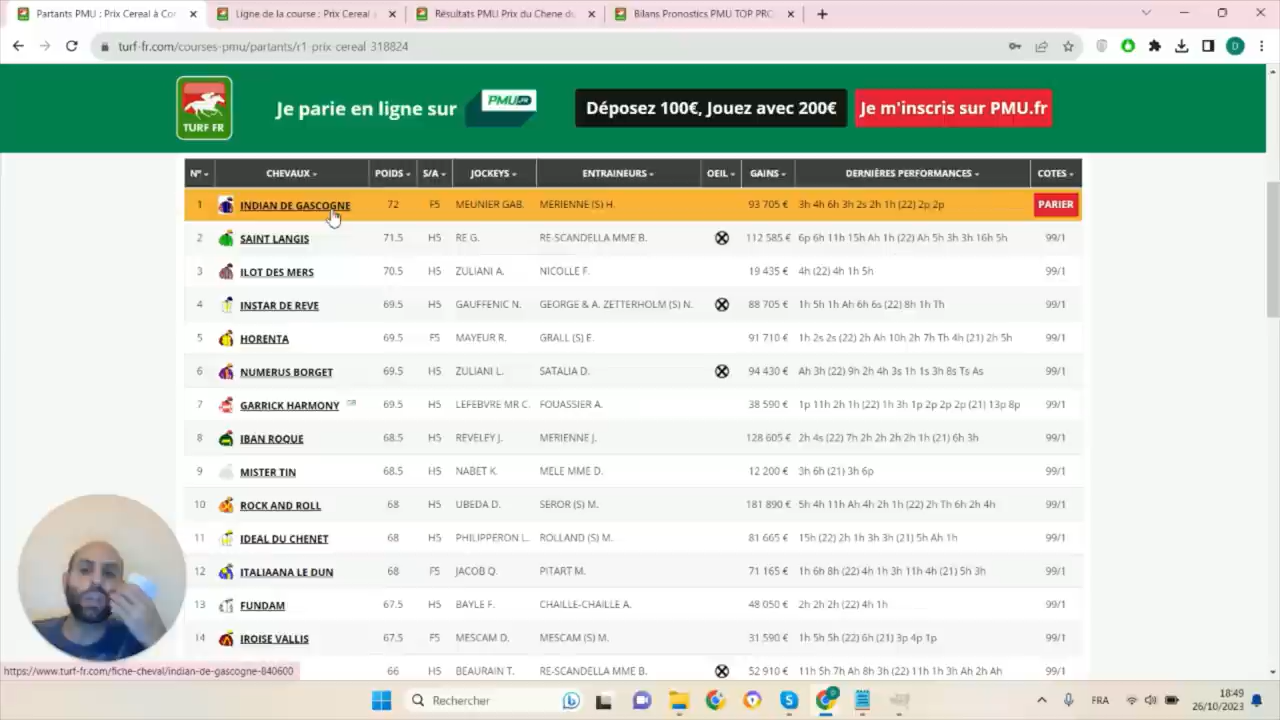 Partants PMU : Prix Cereal à Co
Ligne de la course : Prix Cereal
Résultats PMU Prix du Chene du
Bilans Pronostics PMU TOP PRO
turf-fr.com/courses-pmu/partants/r1-prix-cereal-318824
D
TURF FR
Je parie en ligne sur
PMU.fr
Déposez 100€, Jouez avec 200€
Je m'inscris sur PMU.fr
N° CHEVAUX POIDS S/A JOCKEYS ENTRAINEURS OEIL GAINS DERNIÈRES PERFORMANCES COTES
1 INDIAN DE GASCOGNE 72 F5 MEUNIER GAB. MERIENNE (S) H. 93 705 € 3h 4h 6h 3h 2s 2h 1h (22) 2p 2p PARIER
2 SAINT LANGIS 71.5 H5 RE G. RE-SCANDELLA MME B. 112 585 € 6p 6h 11h 15h Ah 1h (22) Ah 5h 3h 3h 16h 5h 99/1
3 ILOT DES MERS 70.5 H5 ZULIANI A. NICOLLE F. 19 435 € 4h (22) 4h 1h 5h 99/1
4 INSTAR DE REVE 69.5 H5 GAUFFENIC N. GEORGE & A. ZETTERHOLM (S) N. 88 705 € 1h 5h 1h Ah 6h 6s (22) 8h 1h Th 99/1
5 HORENTA 69.5 F5 MAYEUR R. GRALL (S) E. 91 710 € 1h 2s 2s (22) 2h Ah 10h 2h 7h Th 4h (21) 2h 5h 99/1
6 NUMERUS BORGET 69.5 H5 ZULIANI L. SATALIA D. 94 430 € Ah 3h (22) 9h 2h 4h 3s 1h 1s 3h 8s Ts As 99/1
7 GARRICK HARMONY GB 69.5 H5 LEFEBVRE MR C. FOUASSIER A. 38 590 € 1p 11h 2h 1h (22) 1h 3h 1p 2p 2p 2p (21) 13p 8p 99/1
8 IBAN ROQUE 68.5 H5 REVELEY J. MERIENNE J. 128 605 € 2h 4s (22) 7h 2h 2h 2h 2h 1h (21) 6h 3h 99/1
9 MISTER TIN 68.5 H5 NABET K. MELE MME D. 12 200 € 3h 6h (21) 3h 6p 99/1
10 ROCK AND ROLL 68 H5 UBEDA D. SEROR (S) M. 181 890 € 5h 4h 11h Ah 4h 2h 1h (22) 2h Th 6h 2h 4h 99/1
11 IDEAL DU CHENET 68 H5 PHILIPPERON L. ROLLAND (S) M. 81 665 € 15h (22) 2h 1h 3h 3h (21) 5h Ah 1h 99/1
12 ITALIAANA LE DUN 68 F5 JACOB Q. PITART M. 71 165 € 1h 6h 8h (22) 4h 1h 3h 11h 4h (21) 5h 3h 99/1
13 FUNDAM 67.5 H5 BAYLE F. CHAILLE-CHAILLE A. 48 050 € 2h 2h 2h (22) 4h 1h 99/1
14 IROISE VALLIS 67.5 F5 MESCAM D. MESCAM (S) M. 31 590 € 1h 5h 5h (22) 6h (21) 3p 4p 1p 99/1
66 H5 BEAURAIN T. RE-SCANDELLA MME B. 52 910 € 11h 5h 7h Ah 8h 3h (22) 11h 1h 3h Ah 2h Ah 99/1
https://www.turf-fr.com/fiche-cheval/indian-de-gascogne-840600
Rechercher
FRA
18:49
26/10/2023